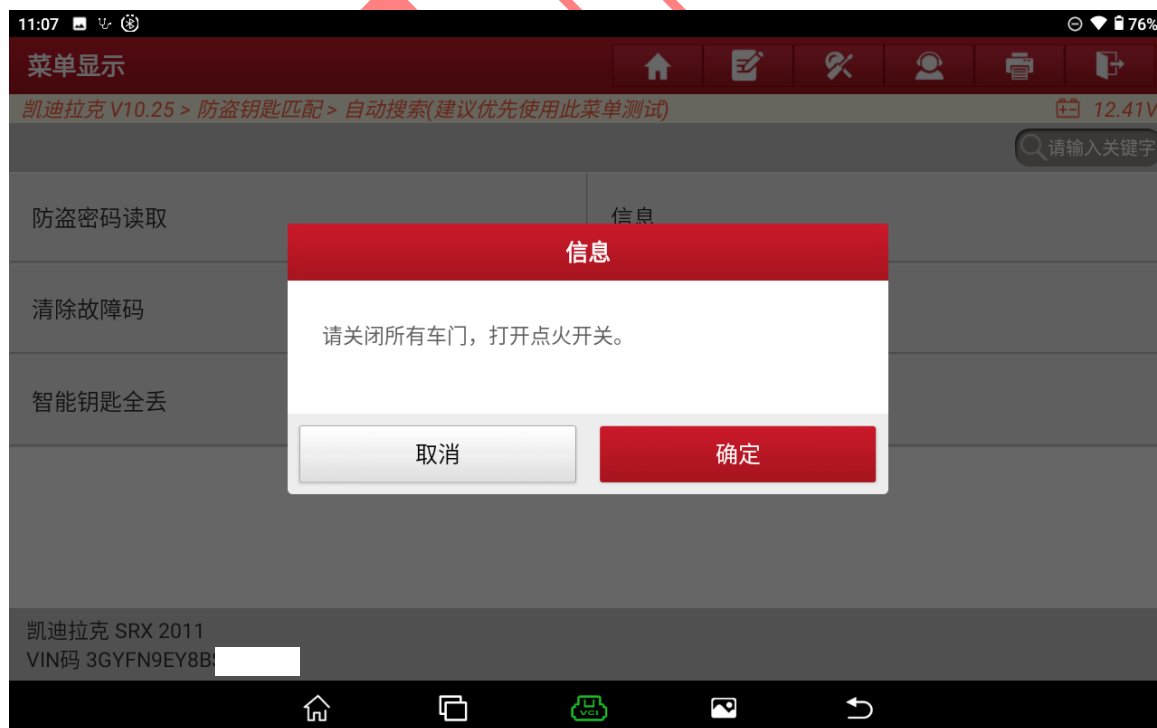 11:07
76%
菜单显示
凯迪拉克 V10.25 > 防盗钥匙匹配 > 自动搜索(建议优先使用此菜单测试)
12.41V
请输入关键字
防盗密码读取
信息
清除故障码
智能钥匙全丢
信息
请关闭所有车门，打开点火开关。
取消
确定
凯迪拉克 SRX 2011
VIN码 3GYFN9EY8B
VCI